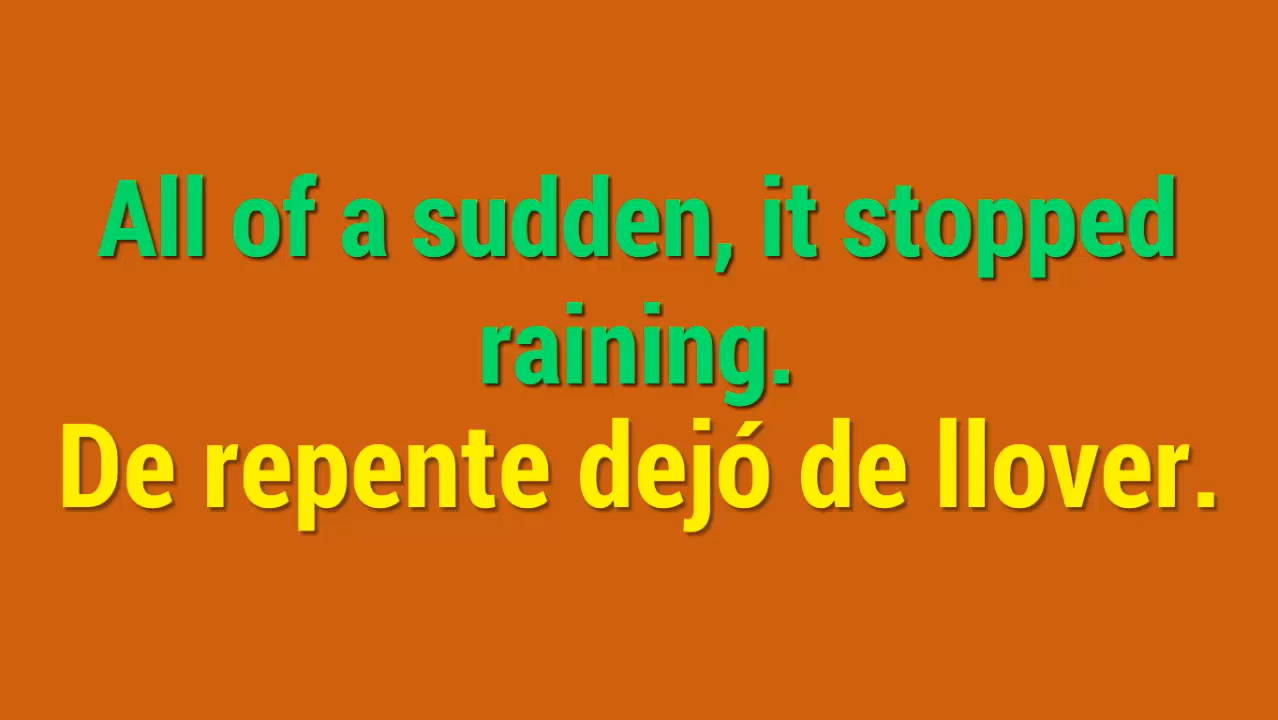 All of a sudden, it stopped
raining.
De repente dejó de llover.